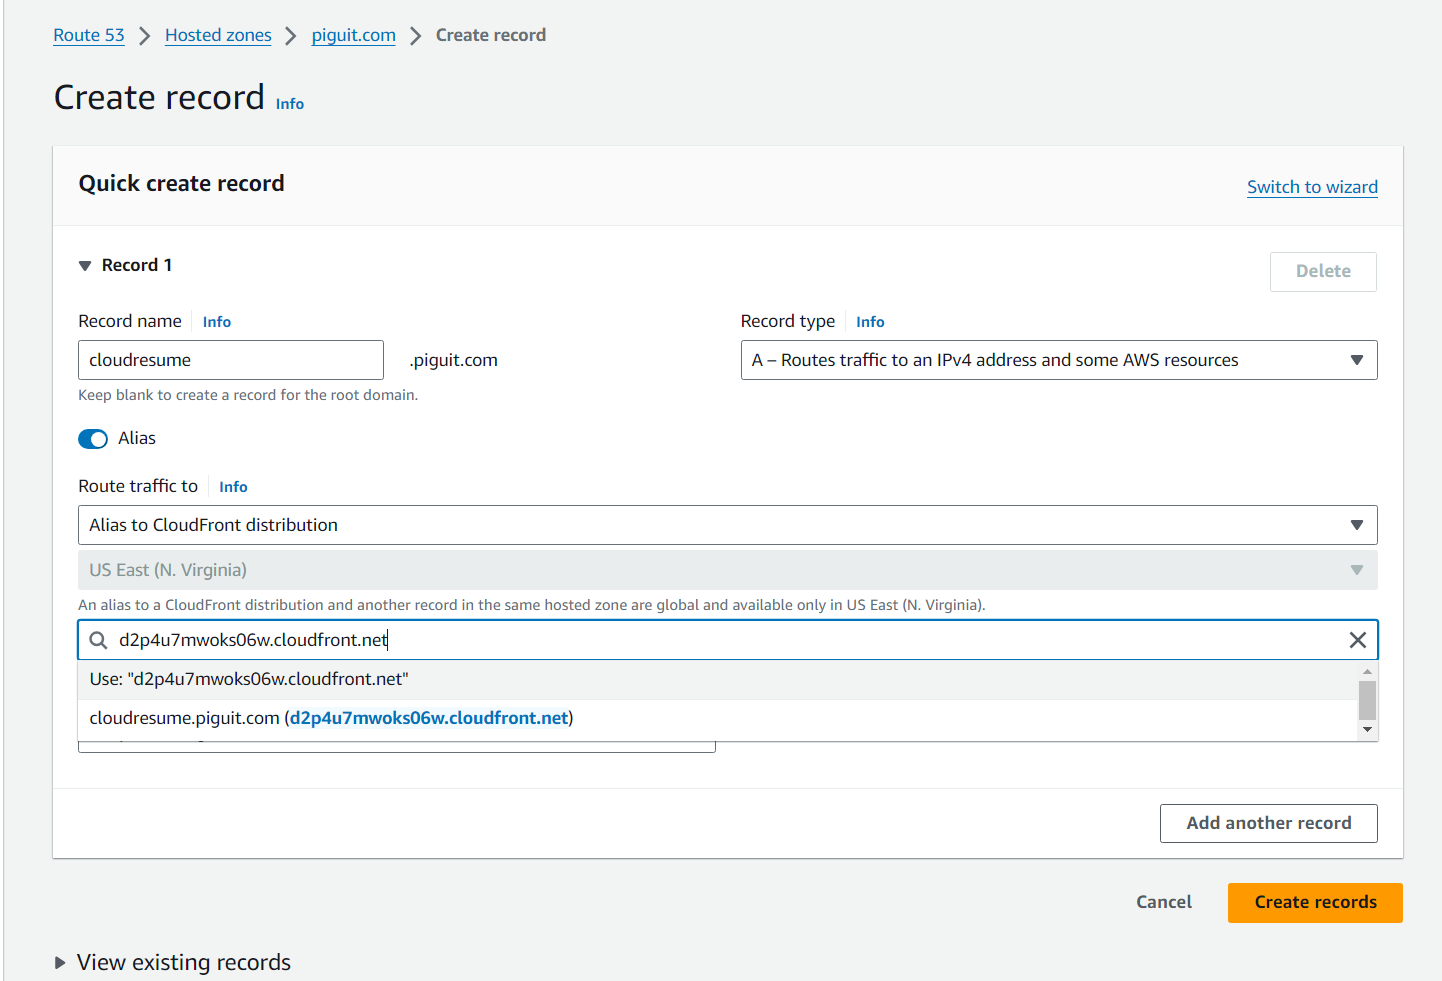 Route 53 > Hosted zones > piguit.com > Create record
Create record Info
Quick create record
Switch to wizard
Record 1
Delete
Record name Info
Record type Info
cloudresume .piguit.com
A – Routes traffic to an IPv4 address and some AWS resources
Keep blank to create a record for the root domain.
Alias
Route traffic to Info
Alias to CloudFront distribution
US East (N. Virginia)
An alias to a CloudFront distribution and another record in the same hosted zone are global and available only in US East (N. Virginia).
d2p4u7mwoks06w.cloudfront.net
Use: "d2p4u7mwoks06w.cloudfront.net"
cloudresume.piguit.com (d2p4u7mwoks06w.cloudfront.net)
Add another record
Cancel
Create records
View existing records